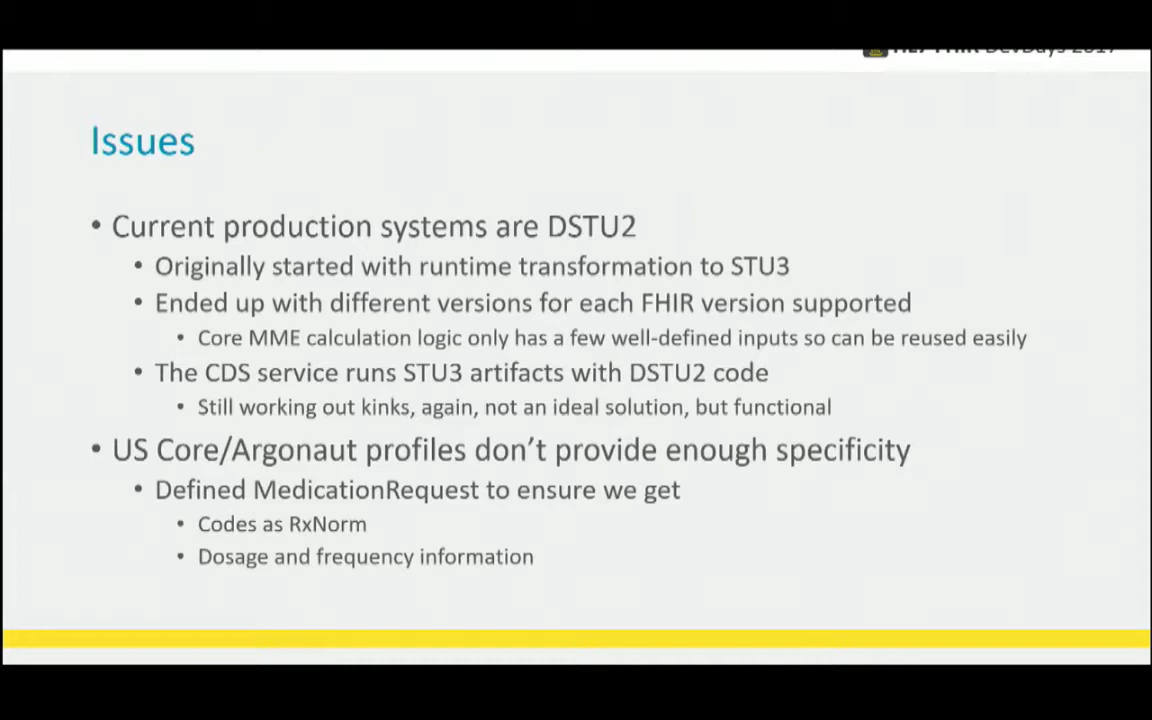 FHIR DevDays 2017
Issues
• Current production systems are DSTU2
• Originally started with runtime transformation to STU3
• Ended up with different versions for each FHIR version supported
• Core MME calculation logic only has a few well-defined inputs so can be reused easily
• The CDS service runs STU3 artifacts with DSTU2 code
• Still working out kinks, again, not an ideal solution, but functional
• US Core/Argonaut profiles don’t provide enough specificity
• Defined MedicationRequest to ensure we get
• Codes as RxNorm
• Dosage and frequency information